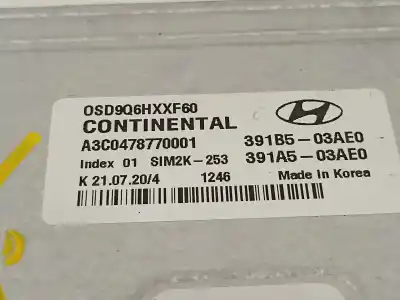 OSD9Q6HXXF60
CONTINENTAL
A3C0478770001 391B5-03AE0
Index 01 SIM2K-253 391A5-03AE0
K 21.07.20/4 1246 Made in Korea